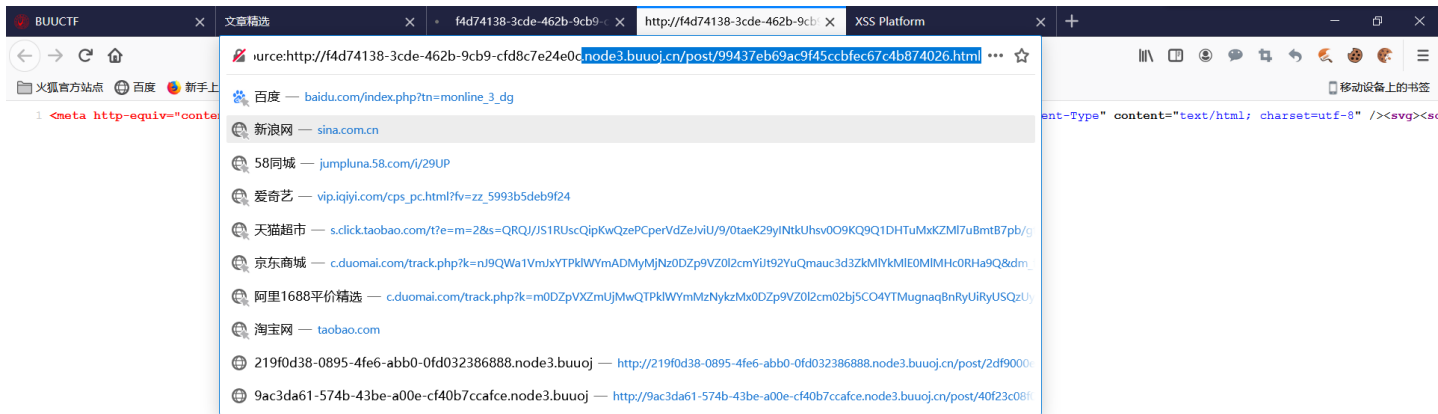 BUUCTF
文章精选
f4d74138-3cde-462b-9cb9-c
http://f4d74138-3cde-462b-9cb9
XSS Platform
ource:http://f4d74138-3cde-462b-9cb9-cfd8c7e24e0c.node3.buuoj.cn/post/99437eb69ac9f45ccbfec67c4b874026.html
火狐官方站点 百度 新手上
移动设备上的书签
百度 — baidu.com/index.php?tn=monline_3_dg
1 <meta http-equiv="conte
ent-Type" content="text/html; charset=utf-8" /><svg><sc
新浪网 — sina.com.cn
58同城 — jumpluna.58.com/i/29UP
爱奇艺 — vip.iqiyi.com/cps_pc.html?fv=zz_5993b5deb9f24
天猫超市 — s.click.taobao.com/t?e=m=2&s=QRQJ/JS1RUscQipKwQzePCperVdZeJviU/9/0taeK29yINtkUhsv0O9KQ9Q1DHTuMxKZMl7uBmtB7pb/g
京东商城 — c.duomai.com/track.php?k=nJ9QWa1VmJxYTPklWYmADMyMjNz0DZp9VZ0l2cmYiJt92YuQmauc3d3ZkMlYkMlE0MlMHc0RHa9Q&dm_
阿里1688平价精选 — c.duomai.com/track.php?k=m0DZpVXZmUjMwQTPklWYmMzNykzMx0DZp9VZ0l2cm02bj5CO4YTMugnaqBnRyUiRyUSQzUy
淘宝网 — taobao.com
219f0d38-0895-4fe6-abb0-0fd032386888.node3.buuoj — http://219f0d38-0895-4fe6-abb0-0fd032386888.node3.buuoj.cn/post/2df9000e
9ac3da61-574b-43be-a00e-cf40b7ccafce.node3.buuoj — http://9ac3da61-574b-43be-a00e-cf40b7ccafce.node3.buuoj.cn/post/40f23c08f